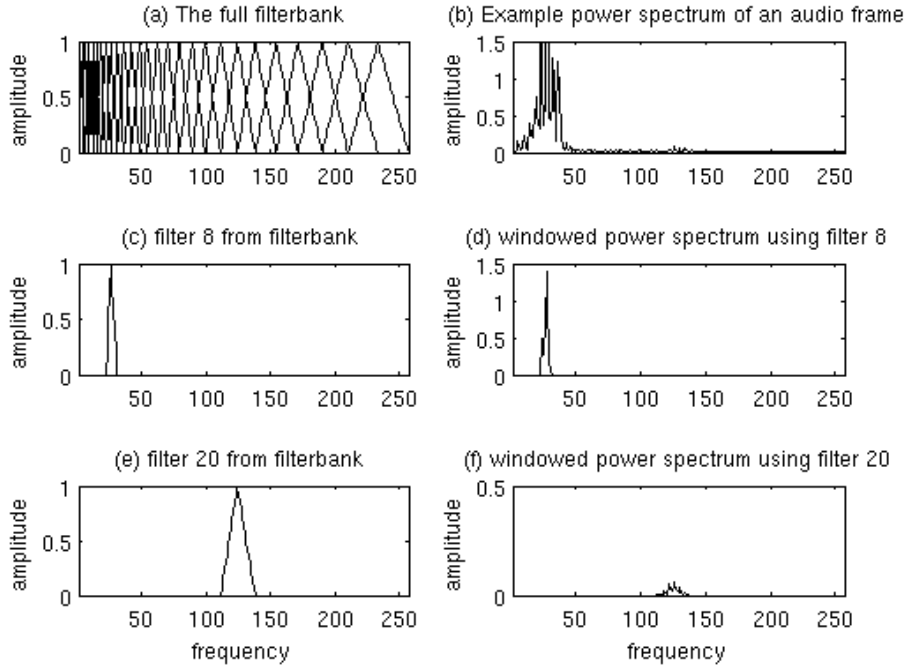 (a) The full filterbank
(b) Example power spectrum of an audio frame
amplitude
1
0.5
0
50 100 150 200 250
amplitude
1.5
1
0.5
0
50 100 150 200 250
(c) filter 8 from filterbank
(d) windowed power spectrum using filter 8
amplitude
1
0.5
0
50 100 150 200 250
amplitude
1.5
1
0.5
0
50 100 150 200 250
(e) filter 20 from filterbank
(f) windowed power spectrum using filter 20
amplitude
1
0.5
0
50 100 150 200 250
frequency
amplitude
0.5
0
50 100 150 200 250
frequency